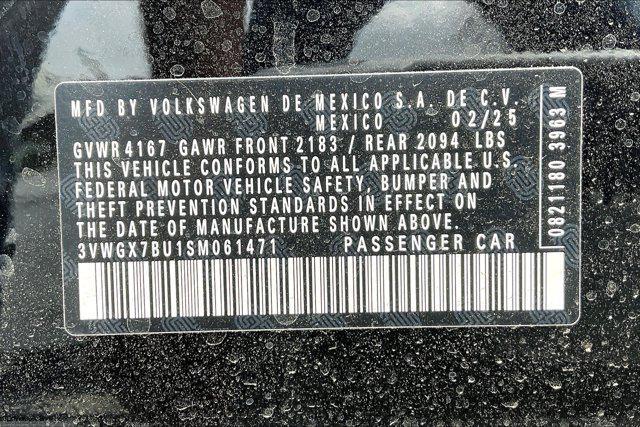 MFD BY VOLKSWAGEN DE MEXICO S.A. DE C.V.
MEXICO 02/25
GVWR 4167 GAWR FRONT 2183 / REAR 2094 LBS
THIS VEHICLE CONFORMS TO ALL APPLICABLE U.S.
FEDERAL MOTOR VEHICLE SAFETY, BUMPER AND
THEFT PREVENTION STANDARDS IN EFFECT ON
THE DATE OF MANUFACTURE SHOWN ABOVE.
3VWGX7BU1SM061471 PASSENGER CAR
0821180 3963 M